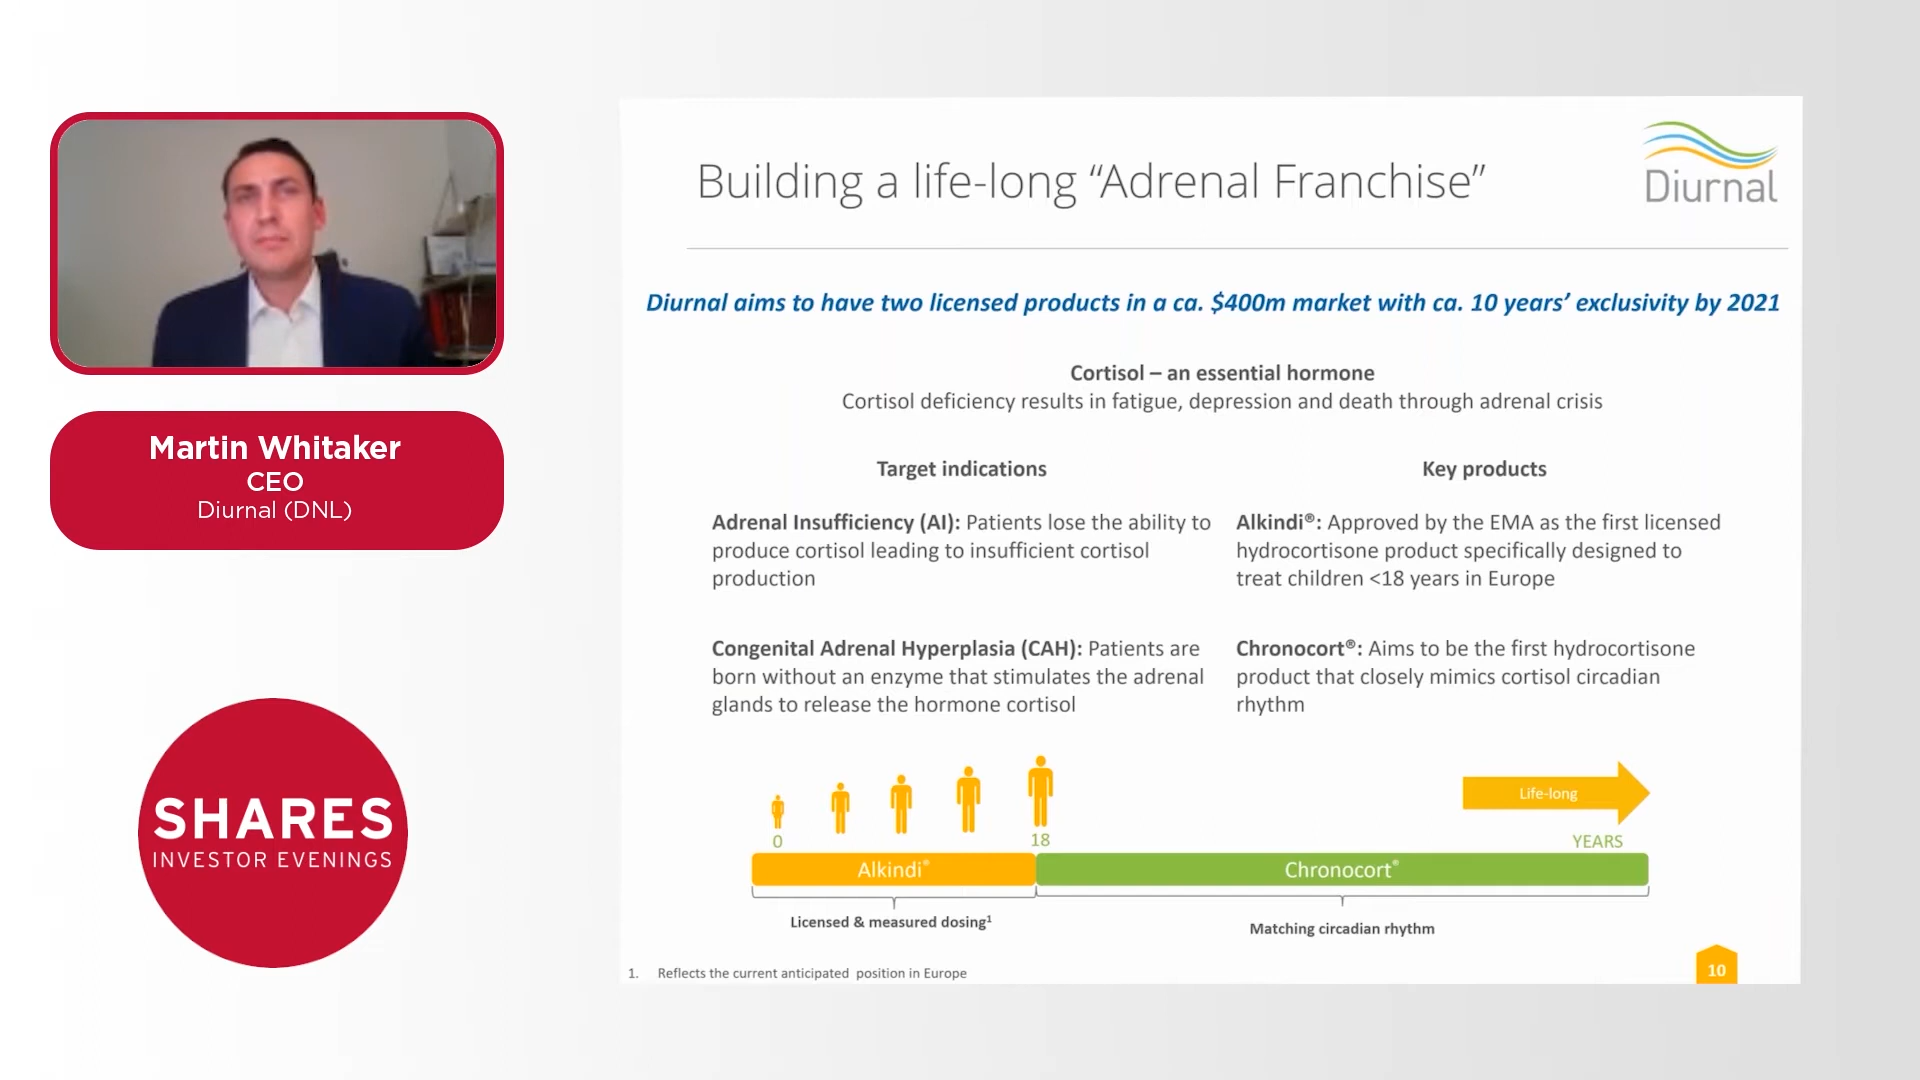 Martin Whitaker
CEO
Diurnal (DNL)
SHARES
INVESTOR EVENINGS
Building a life-long “Adrenal Franchise”
Diurnal
Diurnal aims to have two licensed products in a ca. $400m market with ca. 10 years’ exclusivity by 2021
Cortisol – an essential hormone
Cortisol deficiency results in fatigue, depression and death through adrenal crisis
Target indications
Adrenal Insufficiency (AI): Patients lose the ability to
produce cortisol leading to insufficient cortisol
production
Congenital Adrenal Hyperplasia (CAH): Patients are
born without an enzyme that stimulates the adrenal
glands to release the hormone cortisol
Key products
Alkindi®: Approved by the EMA as the first licensed
hydrocortisone product specifically designed to
treat children <18 years in Europe
Chronocort®: Aims to be the first hydrocortisone
product that closely mimics cortisol circadian
rhythm
Life-long
0
18
YEARS
Alkindi®
Chronocort®
Licensed & measured dosing¹
Matching circadian rhythm
1. Reflects the current anticipated position in Europe
10